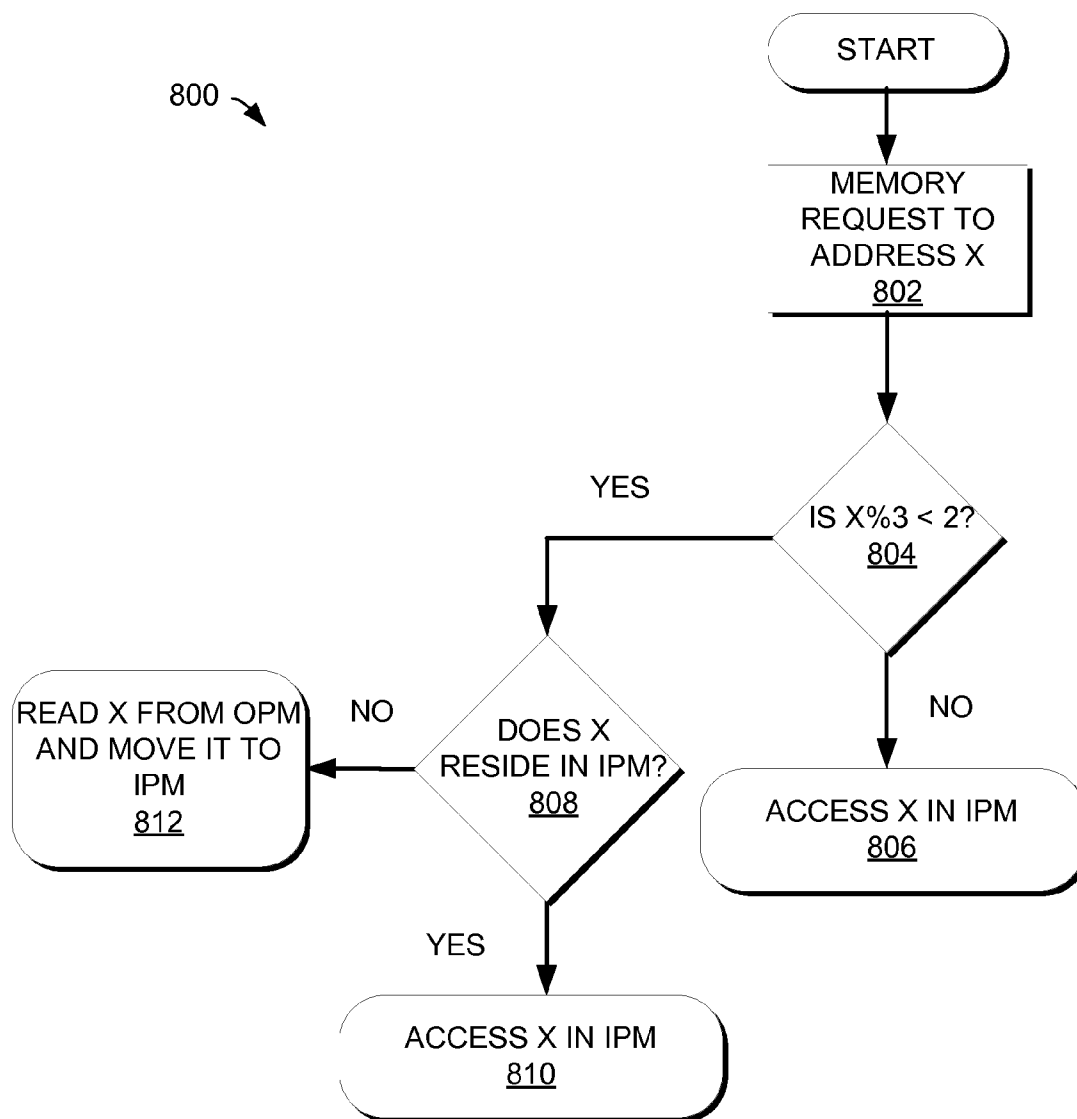 START
800
MEMORY
REQUEST TO
ADDRESS X
802
YES
IS X%3 < 2?
804
NO
READ X FROM OPM
AND MOVE IT TO
IPM
812
NO
DOES X
RESIDE IN IPM?
808
ACCESS X IN IPM
806
YES
ACCESS X IN IPM
810